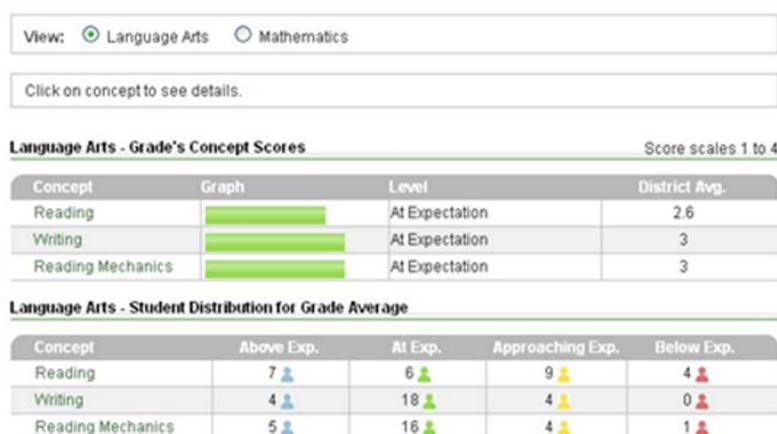 View: Language Arts Mathematics
Click on concept to see details.
Language Arts - Grade's Concept Scores Score scales 1 to 4
Concept Graph Level District Avg.
Reading At Expectation 2.6
Writing At Expectation 3
Reading Mechanics At Expectation 3
Language Arts - Student Distribution for Grade Average
Concept Above Exp. At Exp. Approaching Exp. Below Exp.
Reading 7 6 9 4
Writing 4 18 4 0
Reading Mechanics 5 16 4 1